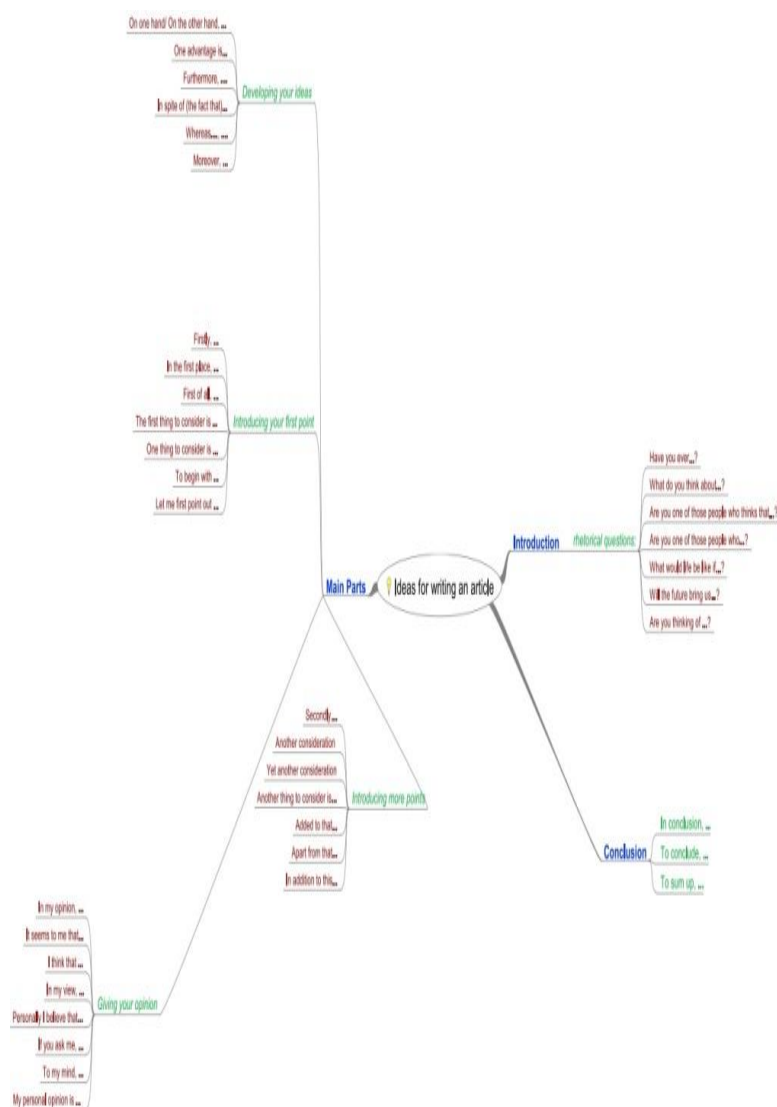 Ideas for writing an article
Introduction
rhetorical questions:
Have you ever...?
What do you think about...?
Are you one of those people who thinks that...?
Are you one of those people who...?
What would life be like if...?
Will the future bring us...?
Are you thinking of ...?
Main Parts
Developing your ideas
On one hand/ On the other hand, ...
One advantage is...
Furthermore, ...
In spite of (the fact that)...
Whereas..., ...
Moreover, ...
Introducing your first point
Firstly, ...
In the first place, ...
First of all, ...
The first thing to consider is ...
One thing to consider is ...
To begin with ...
Let me first point out ...
Introducing more points
Secondly...
Another consideration
Yet another consideration
Another thing to consider is...
Added to that...
Apart from that...
In addition to this...
Giving your opinion
In my opinion, ...
It seems to me that...
I think that ...
In my view, ...
Personally I believe that...
If you ask me, ...
To my mind, ...
My personal opinion is ...
Conclusion
In conclusion, ...
To conclude, ...
To sum up, ...